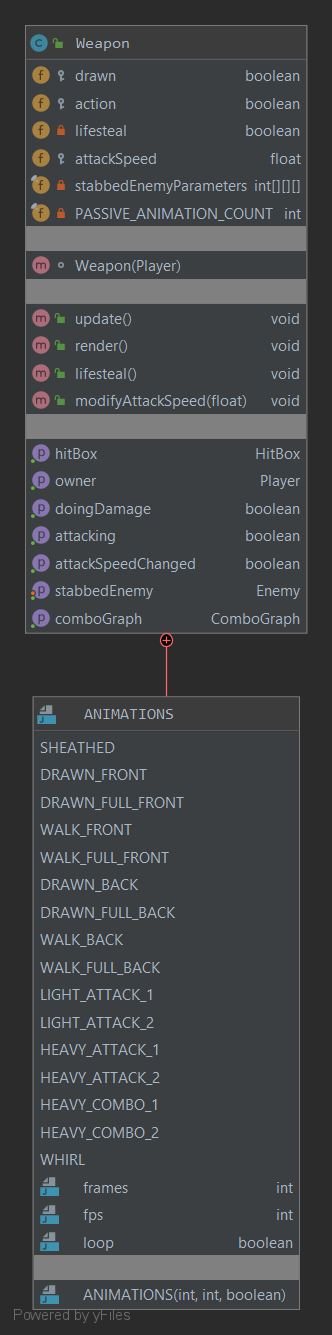 Weapon
drawn boolean
action boolean
lifesteal boolean
attackSpeed float
stabbedEnemyParameters int[][][]
PASSIVE_ANIMATION_COUNT int
Weapon(Player)
update() void
render() void
lifesteal() void
modifyAttackSpeed(float) void
hitBox HitBox
owner Player
doingDamage boolean
attacking boolean
attackSpeedChanged boolean
stabbedEnemy Enemy
comboGraph ComboGraph
ANIMATIONS
SHEATHED
DRAWN_FRONT
DRAWN_FULL_FRONT
WALK_FRONT
WALK_FULL_FRONT
DRAWN_BACK
DRAWN_FULL_BACK
WALK_BACK
WALK_FULL_BACK
LIGHT_ATTACK_1
LIGHT_ATTACK_2
HEAVY_ATTACK_1
HEAVY_ATTACK_2
HEAVY_COMBO_1
HEAVY_COMBO_2
WHIRL
frames int
fps int
loop boolean
ANIMATIONS(int, int, boolean)
Powered by yFiles